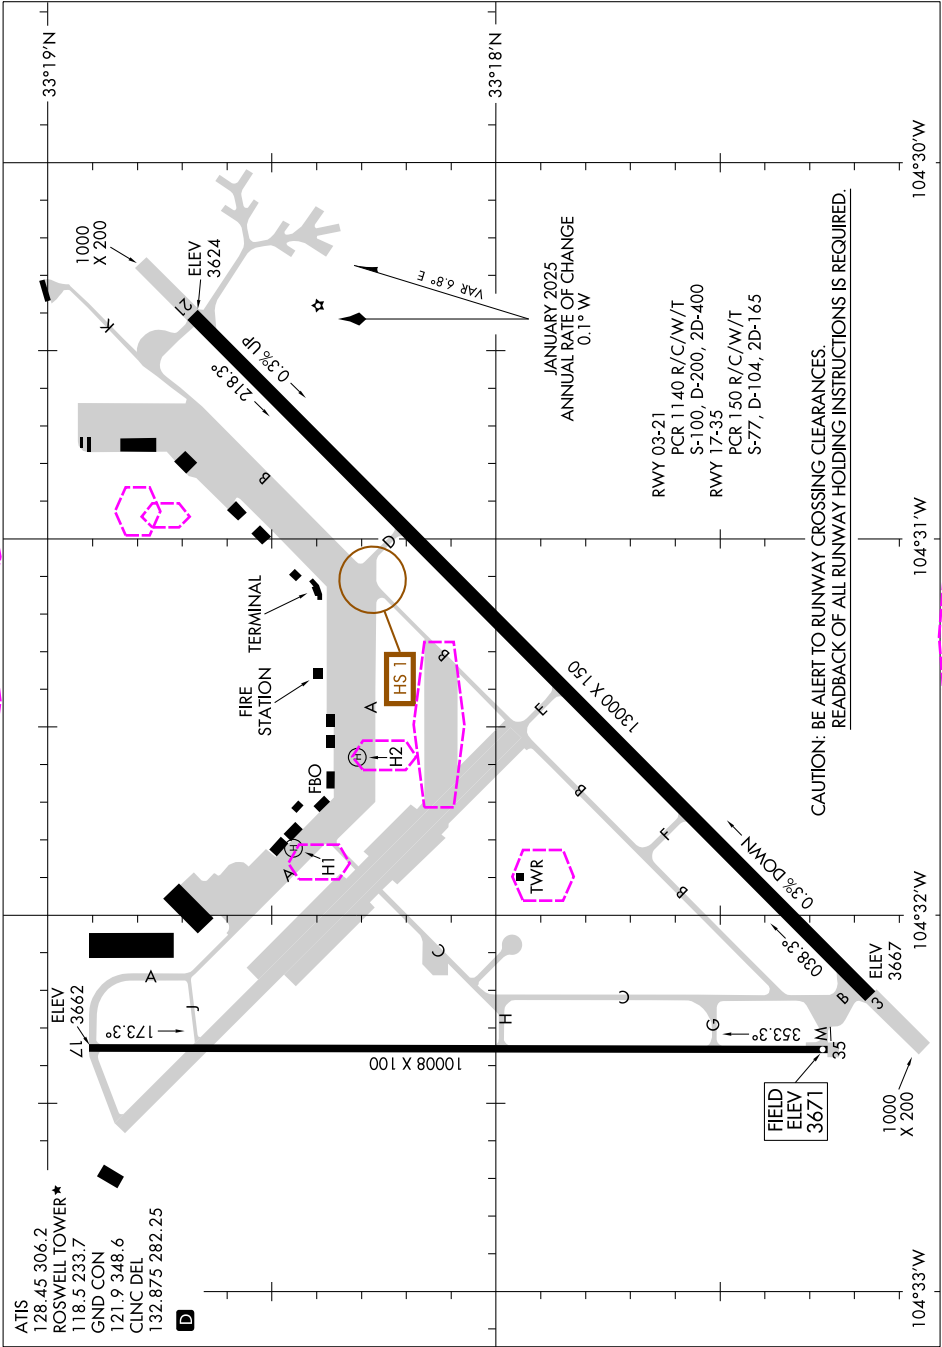 ATIS
128.45 306.2
ROSWELL TOWER★
118.5 233.7
GND CON
121.9 348.6
CLNC DEL
132.875 282.25
D
33°19'N
33°18'N
104°30'W
104°31'W
104°32'W
104°33'W
1000
X 200
ELEV
3624
21
K
0.3% UP
218.3°
B
D
TERMINAL
FIRE
STATION
HS 1
A
B
FBO
H
H2
H
H1
A
E
13000 X 150
B
F
B
TWR
VAR 6.8° E
JANUARY 2025
ANNUAL RATE OF CHANGE
0.1° W
RWY 03-21
PCR 1140 R/C/W/T
S-100, D-200, 2D-400
RWY 17-35
PCR 150 R/C/W/T
S-77, D-104, 2D-165
CAUTION: BE ALERT TO RUNWAY CROSSING CLEARANCES.
READBACK OF ALL RUNWAY HOLDING INSTRUCTIONS IS REQUIRED.
ELEV
3662
17
173.3°
A
J
C
H
C
G
10008 X 100
353.3°
W
35
FIELD
ELEV
3671
0.3% DOWN
038.3°
B
3
ELEV
3667
1000
X 200